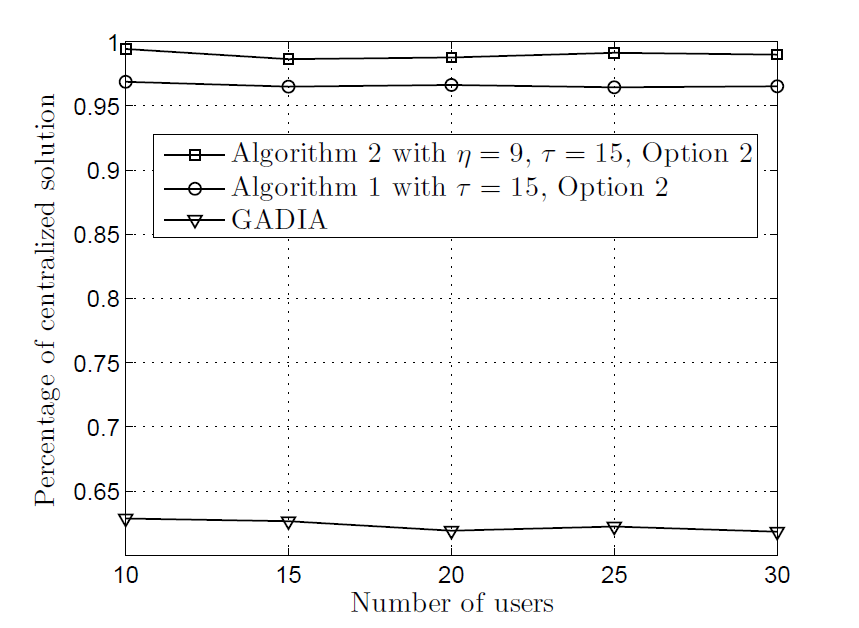 Percentage of centralized solution
1
0.95
0.9
0.85
0.8
0.75
0.7
0.65
Algorithm 2 with η = 9, τ = 15, Option 2
Algorithm 1 with τ = 15, Option 2
GADIA
10 15 20 25 30
Number of users